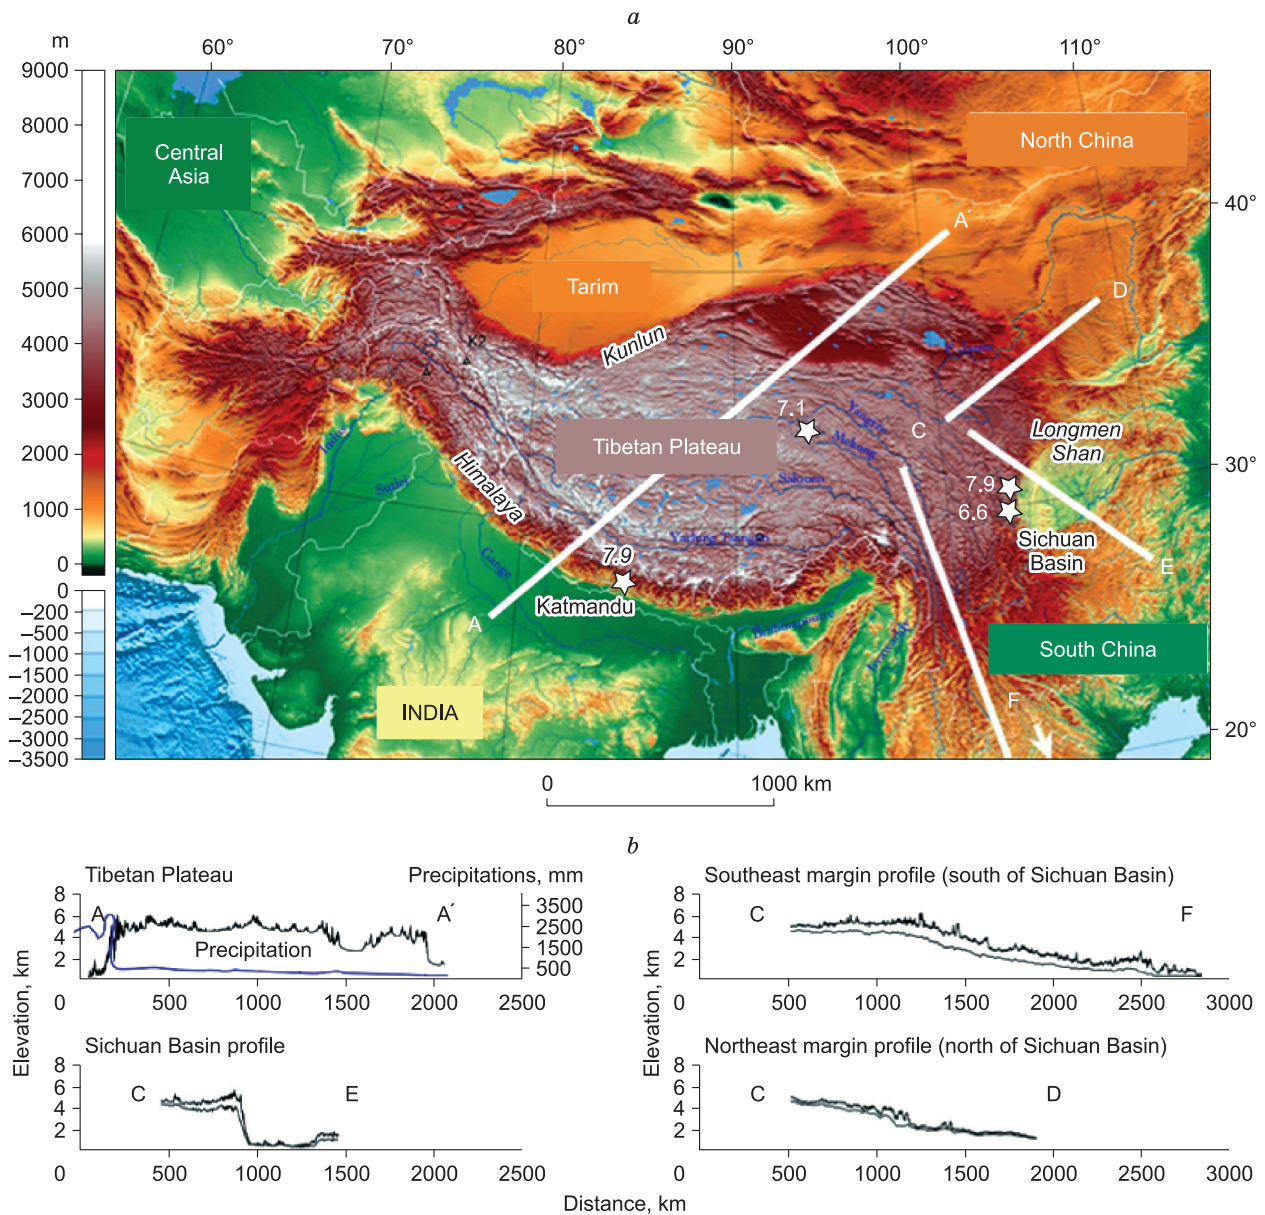 a
m
60°
70°
80°
90°
100°
110°
9000
8000
7000
6000
5000
4000
3000
2000
1000
0
0
–200
–500
–1000
–1500
–2000
–2500
–3000
–3500
40°
30°
20°
Central
Asia
North China
A´
Tarim
D
K2
Kunlun
7.1
Yangze
C
Longmen
Shan
Mekong
Tibetan Plateau
Indus
Himalaya
Sutlej
Salouen
7.9
6.6
Sichuan
Basin
Yarlung Tsangpo
7.9
Gange
E
Katmandu
A
South China
F
INDIA
0
1000 km
b
Tibetan Plateau
Precipitations, mm
8
6
4
2
0
A
A´
Precipitation
3500
2500
1500
500
500
1000
1500
2000
2500
Southeast margin profile (south of Sichuan Basin)
8
6
4
2
0
C
F
500
1000
1500
2000
2500
3000
Elevation, km
Elevation, km
Sichuan Basin profile
8
6
4
2
0
C
E
500
1000
1500
2000
2500
Northeast margin profile (north of Sichuan Basin)
8
6
4
2
0
C
D
500
1000
1500
2000
2500
3000
Distance, km